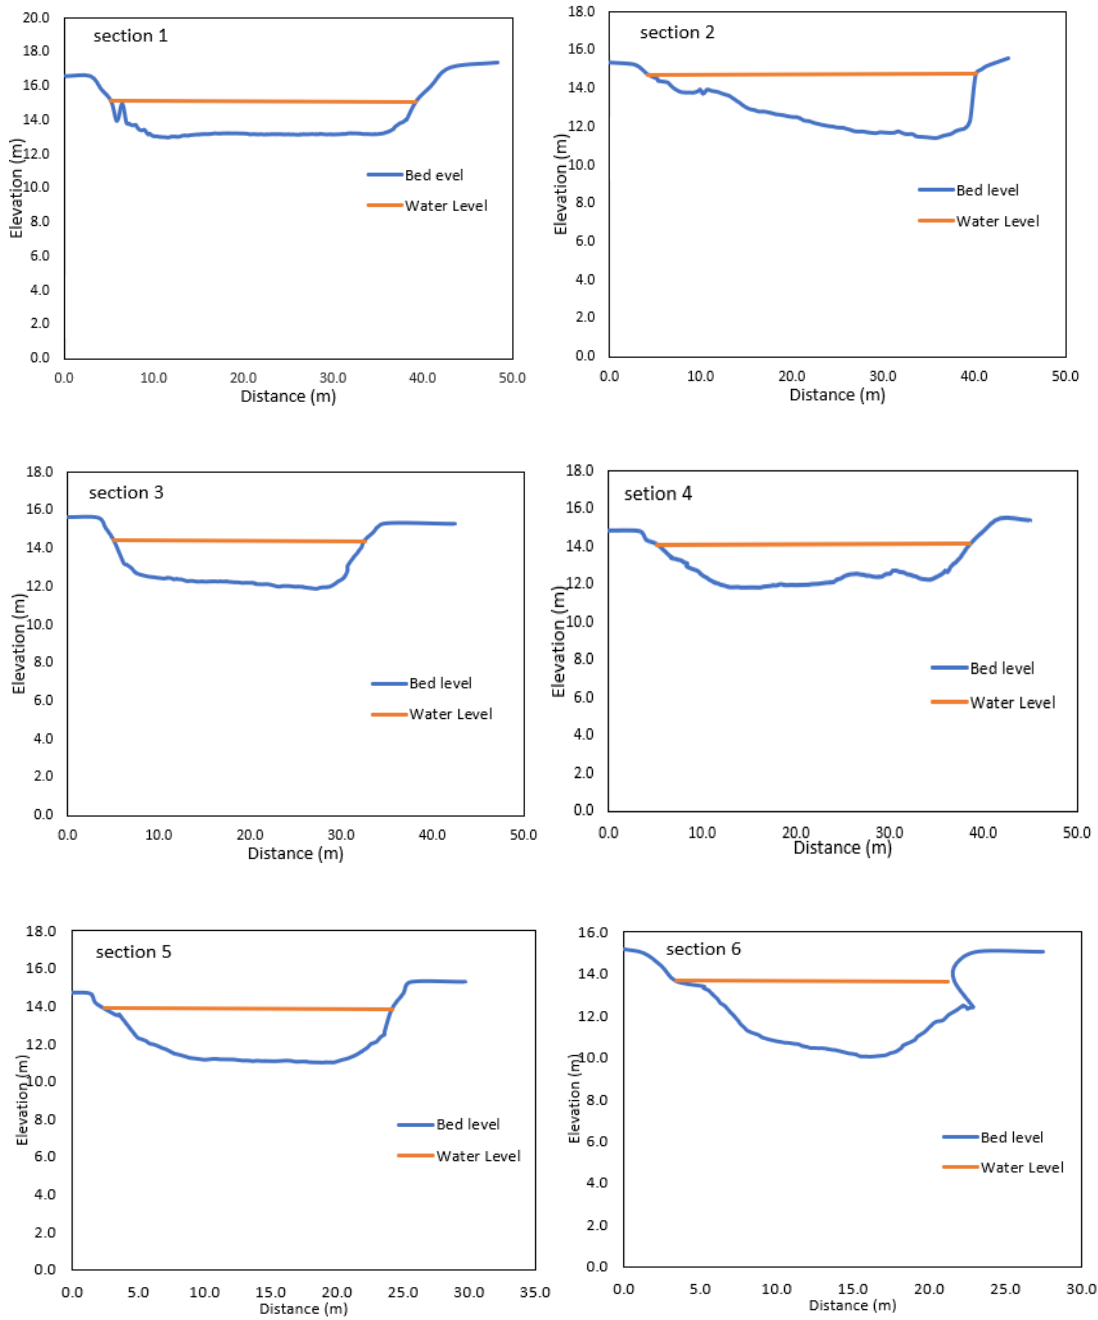 section 1
20.0
18.0
16.0
14.0
12.0
10.0
8.0
6.0
4.0
2.0
0.0
Elevation (m)
Bed evel
Water Level
0.0 10.0 20.0 30.0 40.0 50.0
Distance (m)
section 2
18.0
16.0
14.0
12.0
10.0
8.0
6.0
4.0
2.0
0.0
Elevation (m)
Bed level
Water Level
0.0 10.0 20.0 30.0 40.0 50.0
Distance (m)
section 3
18.0
16.0
14.0
12.0
10.0
8.0
6.0
4.0
2.0
0.0
Elevation (m)
Bed level
Water Level
0.0 10.0 20.0 30.0 40.0 50.0
Distance (m)
setion 4
18.0
16.0
14.0
12.0
10.0
8.0
6.0
4.0
2.0
0.0
Elevation (m)
Bed level
Water Level
0.0 10.0 20.0 30.0 40.0 50.0
Distance (m)
section 5
18.0
16.0
14.0
12.0
10.0
8.0
6.0
4.0
2.0
0.0
Elevation (m)
Bed level
Water Level
0.0 5.0 10.0 15.0 20.0 25.0 30.0 35.0
Distance (m)
section 6
16.0
14.0
12.0
10.0
8.0
6.0
4.0
2.0
0.0
Elevation (m)
Bed level
Water Level
0.0 5.0 10.0 15.0 20.0 25.0 30.0
Distance (m)